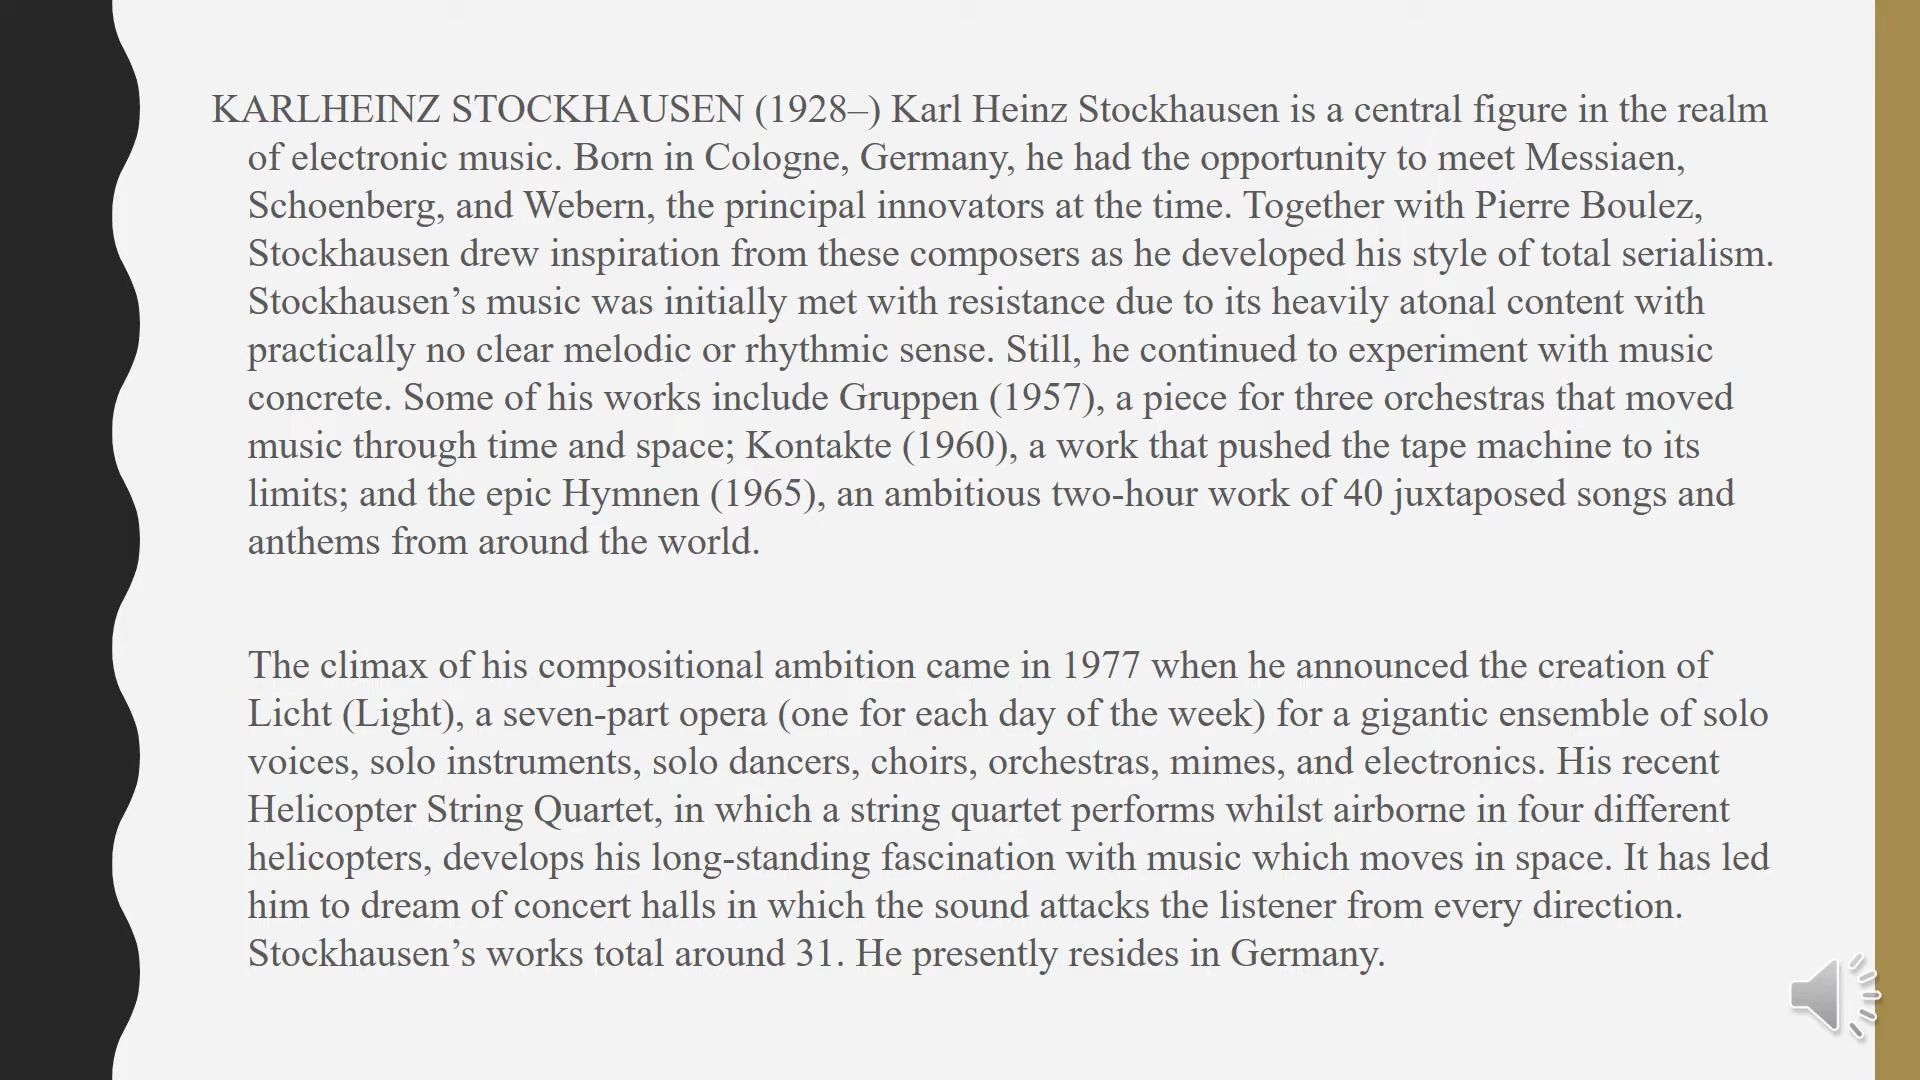 KARLHEINZ STOCKHAUSEN (1928–) Karl Heinz Stockhausen is a central figure in the realm
of electronic music. Born in Cologne, Germany, he had the opportunity to meet Messiaen,
Schoenberg, and Webern, the principal innovators at the time. Together with Pierre Boulez,
Stockhausen drew inspiration from these composers as he developed his style of total serialism.
Stockhausen’s music was initially met with resistance due to its heavily atonal content with
practically no clear melodic or rhythmic sense. Still, he continued to experiment with music
concrete. Some of his works include Gruppen (1957), a piece for three orchestras that moved
music through time and space; Kontakte (1960), a work that pushed the tape machine to its
limits; and the epic Hymnen (1965), an ambitious two-hour work of 40 juxtaposed songs and
anthems from around the world.
The climax of his compositional ambition came in 1977 when he announced the creation of
Licht (Light), a seven-part opera (one for each day of the week) for a gigantic ensemble of solo
voices, solo instruments, solo dancers, choirs, orchestras, mimes, and electronics. His recent
Helicopter String Quartet, in which a string quartet performs whilst airborne in four different
helicopters, develops his long-standing fascination with music which moves in space. It has led
him to dream of concert halls in which the sound attacks the listener from every direction.
Stockhausen’s works total around 31. He presently resides in Germany.